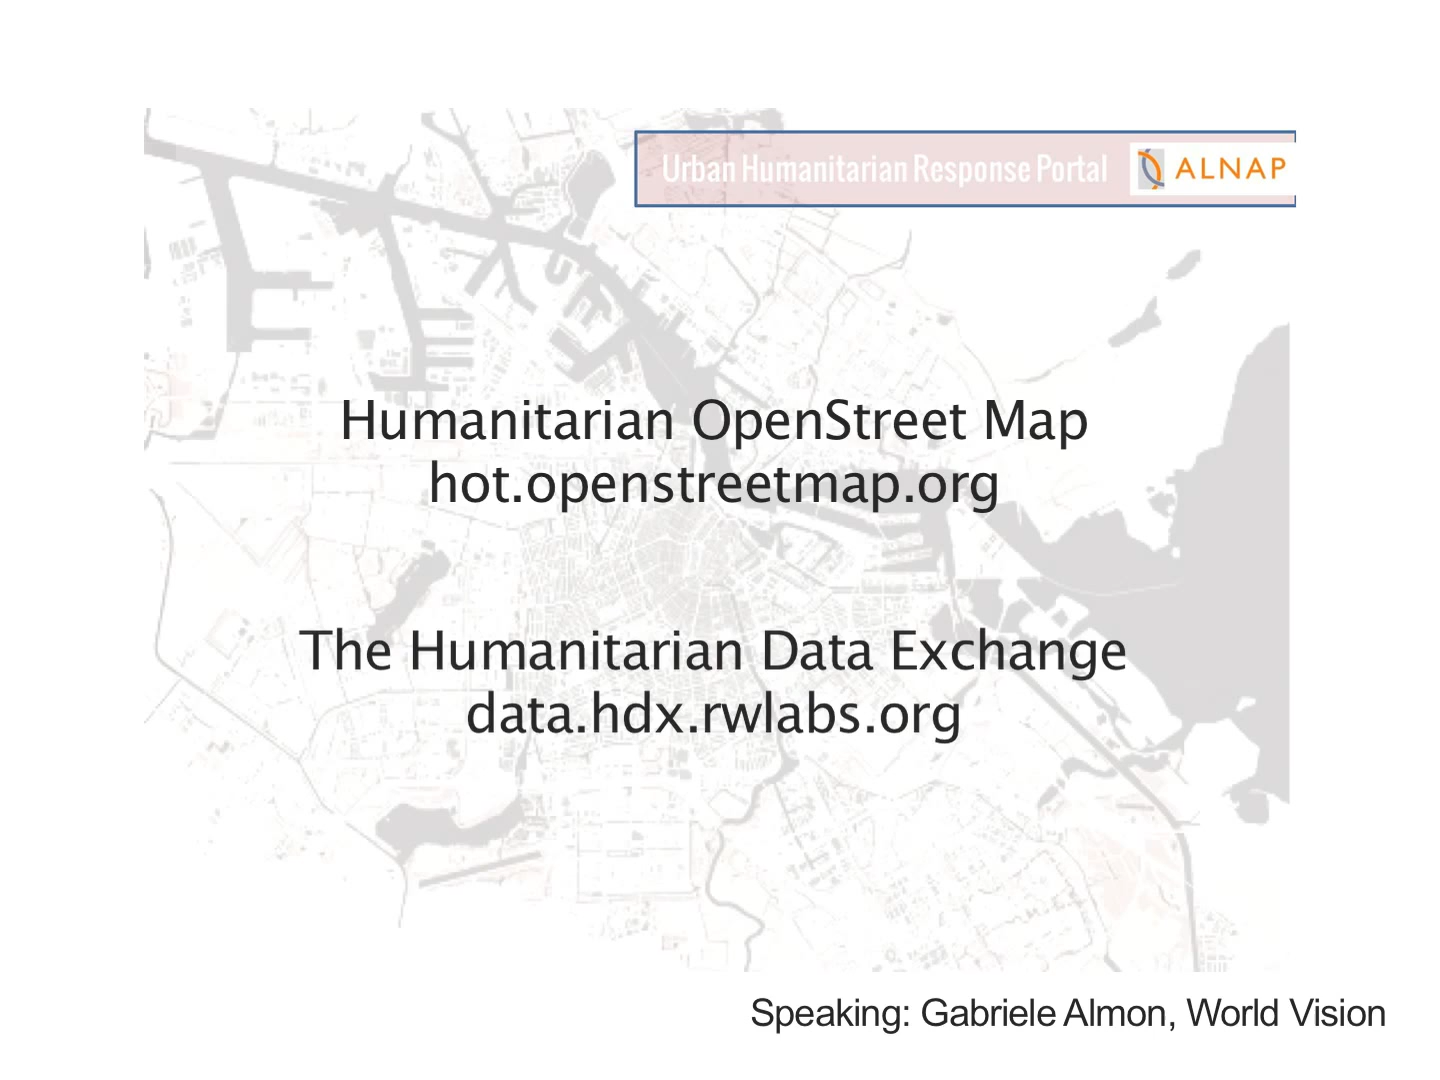 Urban Humanitarian Response Portal ALNAP
Humanitarian OpenStreet Map
hot.openstreetmap.org
The Humanitarian Data Exchange
data.hdx.rwlabs.org
Speaking: Gabriele Almon, World Vision